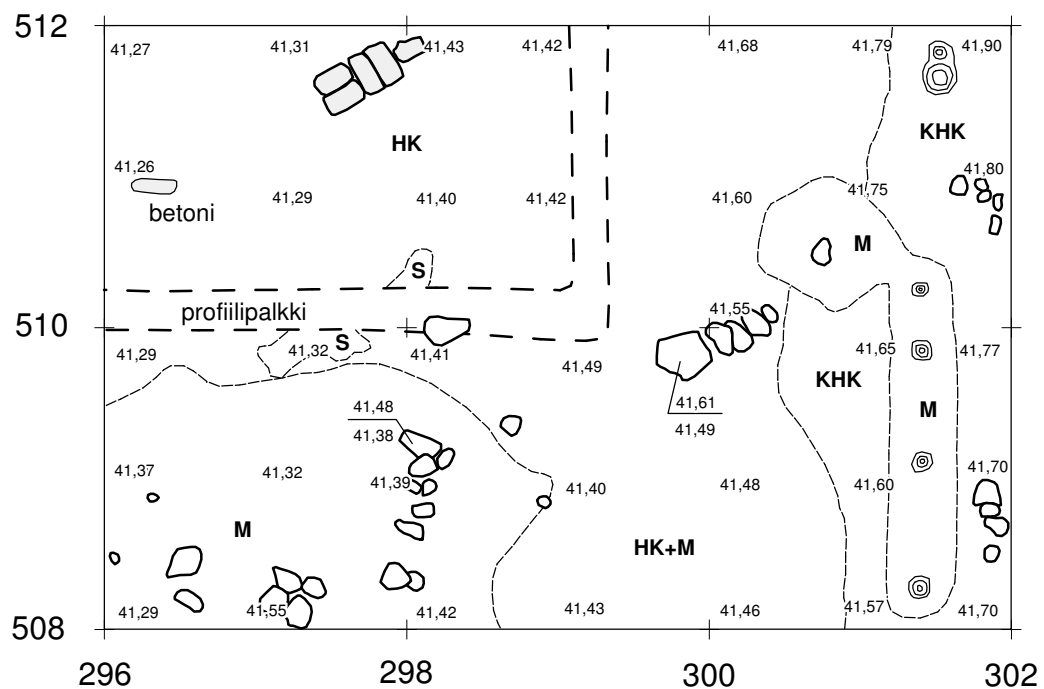 512
41,27 41,31 41,43 41,42 41,68 41,79 41,90
HK KHK
41,26 41,80
41,29 41,40 41,42 41,60 41,75
betoni
M
S
profiilipalkki 41,55
510
41,29 41,32 S 41,41 41,49 41,65 41,77
KHK
41,48 41,61 M
41,38 41,49
41,37 41,32 41,39 41,40 41,48 41,60 41,70
M HK+M
41,29 41,55 41,42 41,43 41,46 41,57 41,70
508
296 298 300 302